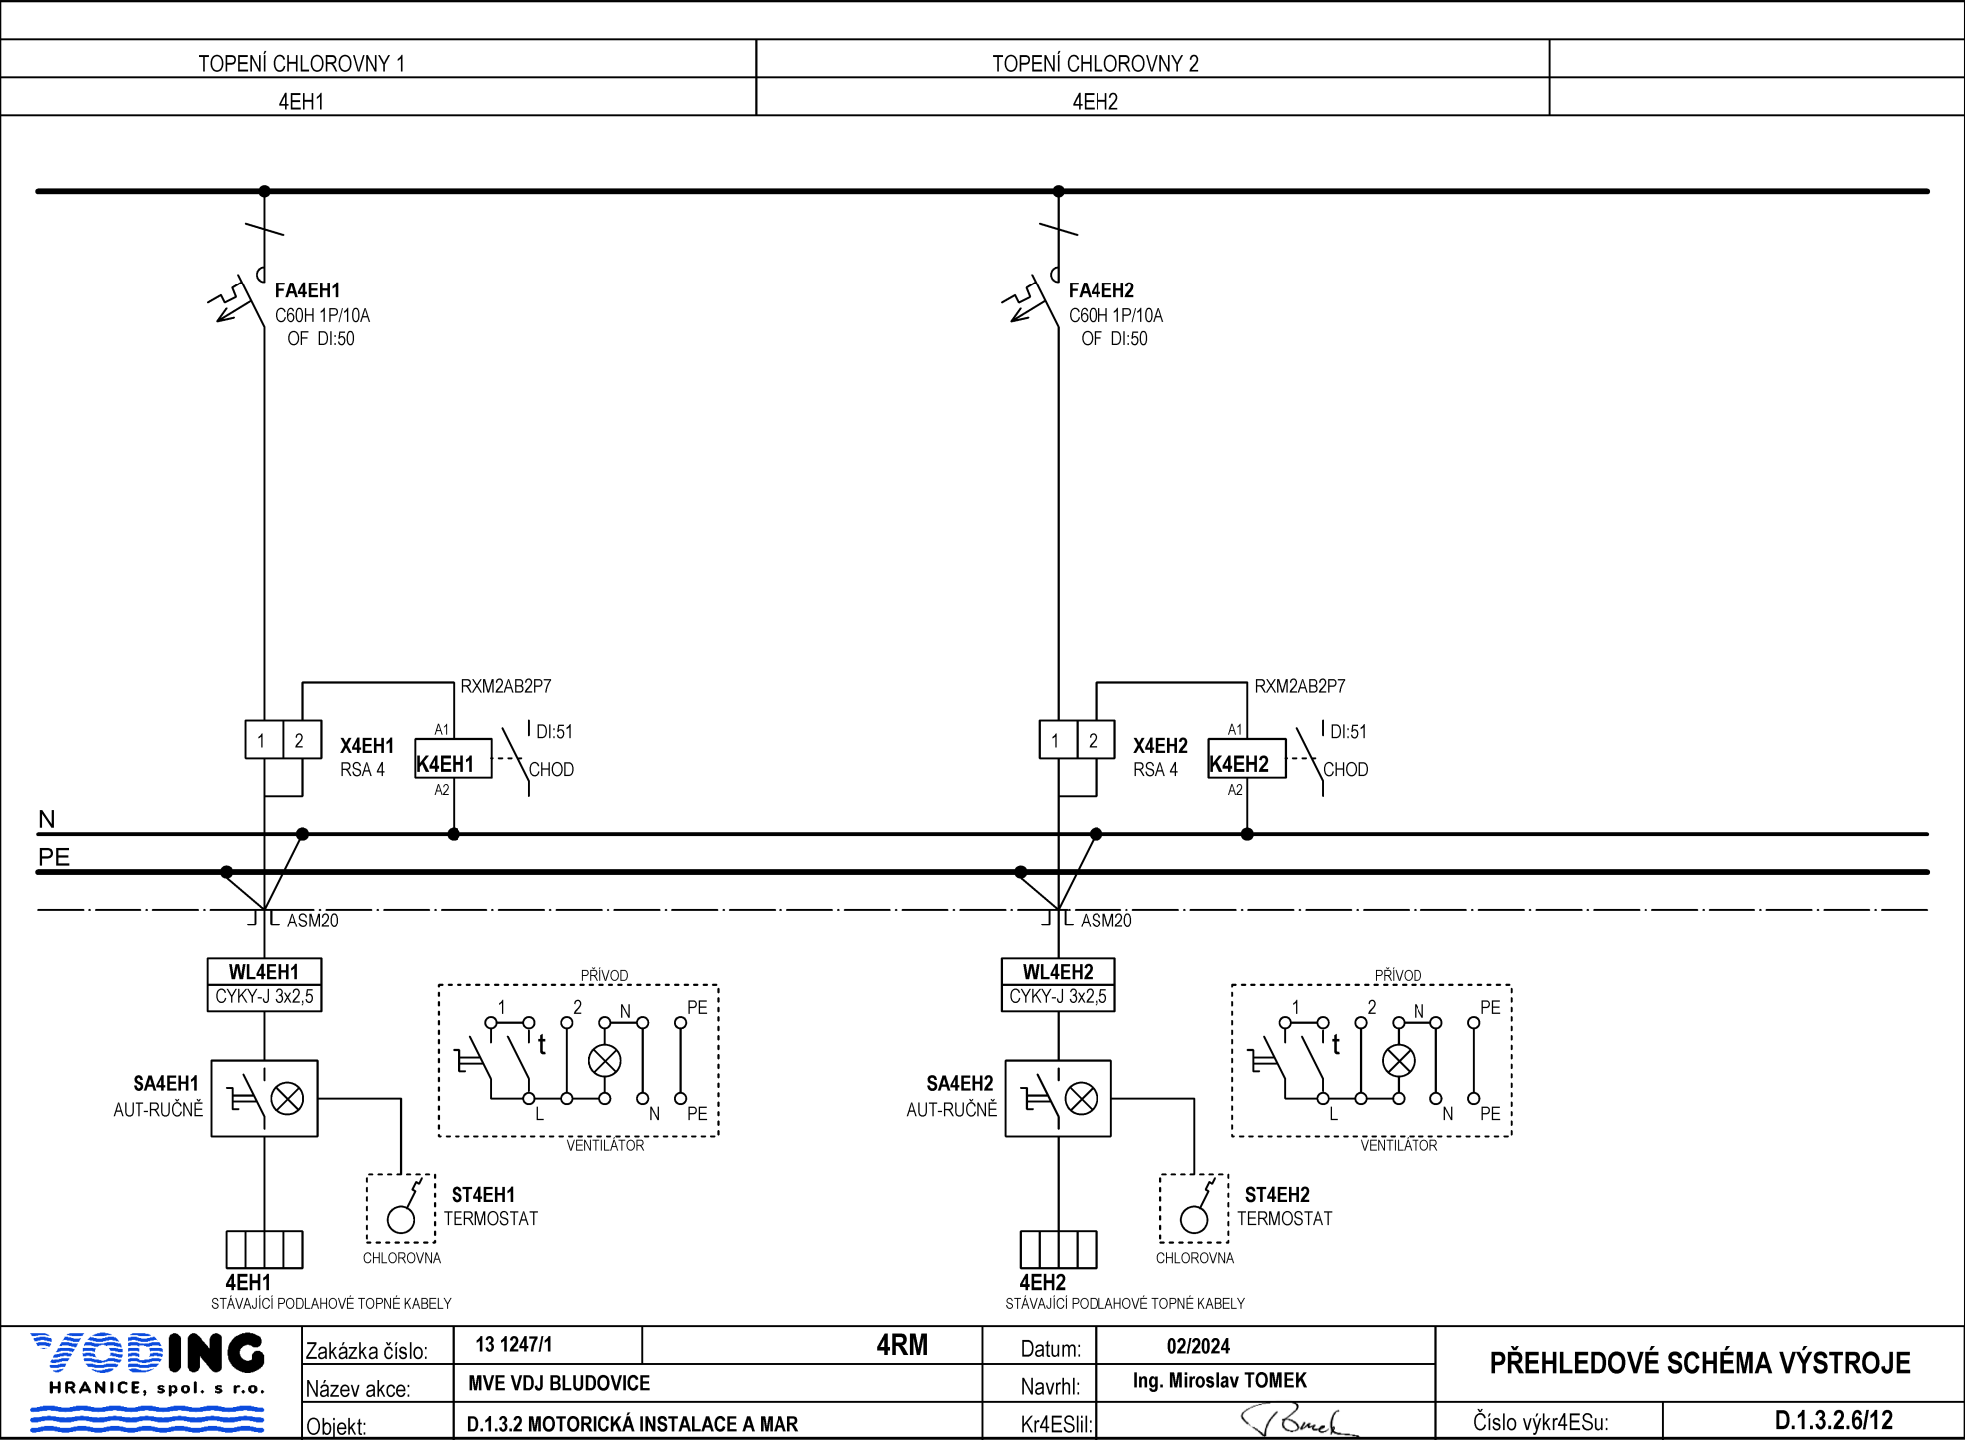 TOPENÍ CHLOROVNY 1
TOPENÍ CHLOROVNY 2
4EH1
4EH2
FA4EH1
C60H 1P/10A
OF DI:50
FA4EH2
C60H 1P/10A
OF DI:50
RXM2AB2P7
1
2
X4EH1
RSA 4
A1
K4EH1
A2
DI:51
CHOD
RXM2AB2P7
1
2
X4EH2
RSA 4
A1
K4EH2
A2
DI:51
CHOD
N
PE
ASM20
ASM20
WL4EH1
CYKY-J 3x2,5
PŘÍVOD
1
2
N
PE
t
L
N
PE
VENTILÁTOR
SA4EH1
AUT-RUČNĚ
ST4EH1
TERMOSTAT
CHLOROVNA
4EH1
STÁVAJÍCÍ PODLAHOVÉ TOPNÉ KABELY
WL4EH2
CYKY-J 3x2,5
PŘÍVOD
1
2
N
PE
t
L
N
PE
VENTILÁTOR
SA4EH2
AUT-RUČNĚ
ST4EH2
TERMOSTAT
CHLOROVNA
4EH2
STÁVAJÍCÍ PODLAHOVÉ TOPNÉ KABELY
VODING
HRANICE, spol. s r.o.
Zakázka číslo:
13 1247/1
4RM
Název akce:
MVE VDJ BLUDOVICE
Objekt:
D.1.3.2 MOTORICKÁ INSTALACE A MAR
Datum:
02/2024
Navrhl:
Ing. Miroslav TOMEK
Kr4ESlil:
PŘEHLEDOVÉ SCHÉMA VÝSTROJE
Číslo výkr4ESu:
D.1.3.2.6/12